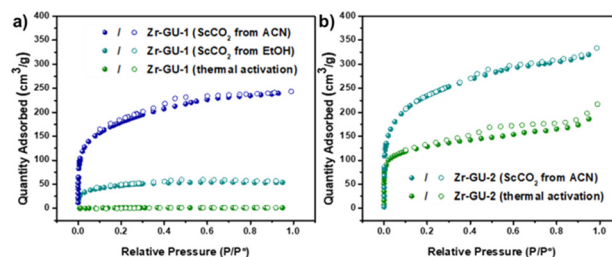 a)
/ Zr-GU-1 (ScCO₂ from ACN)
/ Zr-GU-1 (ScCO₂ from EtOH)
/ Zr-GU-1 (thermal activation)
Quantity Adsorbed (cm³/g)
400
350
300
250
200
150
100
50
0
0.0 0.2 0.4 0.6 0.8 1.0
Relative Pressure (P/P°)
b)
Quantity Adsorbed (cm³/g)
400
350
300
250
200
150
100
50
0
/ Zr-GU-2 (ScCO₂ from ACN)
/ Zr-GU-2 (thermal activation)
0.0 0.2 0.4 0.6 0.8 1.0
Relative Pressure (P/P°)